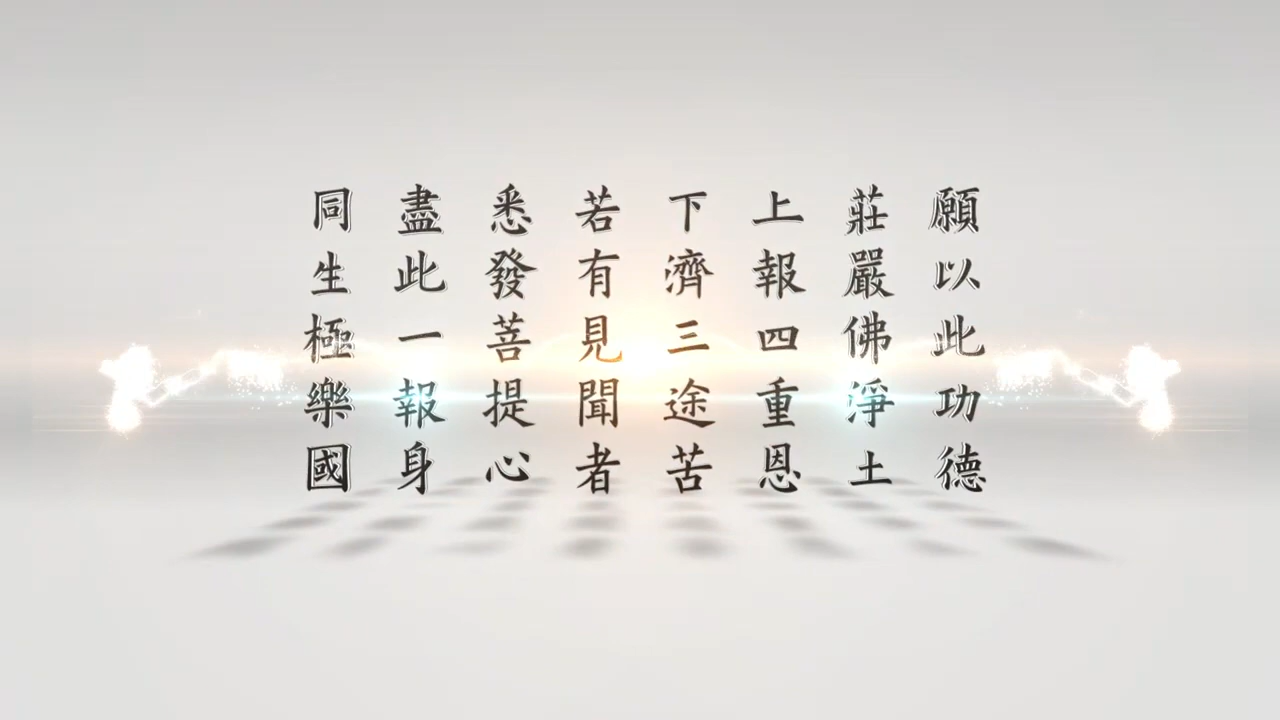 願以此功德
莊嚴佛淨土
上報四重恩
下濟三途苦
若有見聞者
悉發菩提心
盡此一報身
同生極樂國